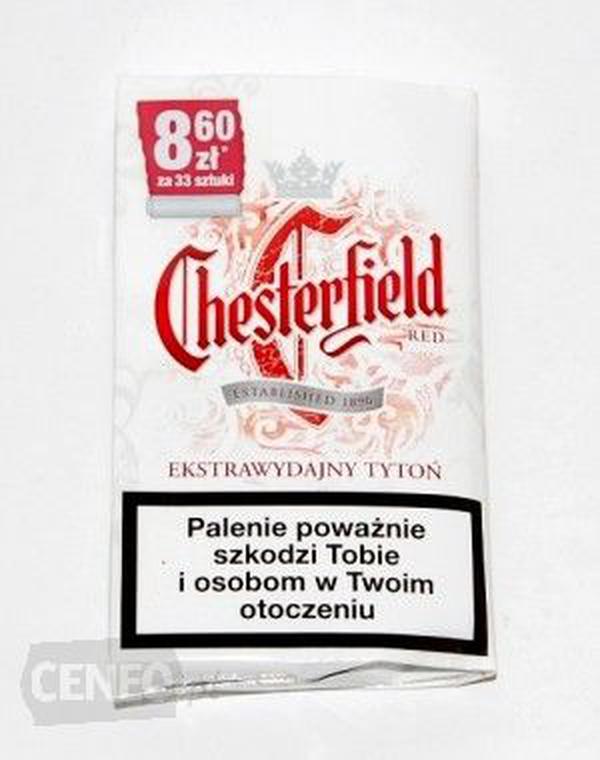 8 60
zł*
za 33 sztuki
Chesterfield
RED
ESTABLISHED 1896
EKSTRAWYDAJNY TYTOŃ
Palenie poważnie
szkodzi Tobie
i osobom w Twoim
otoczeniu